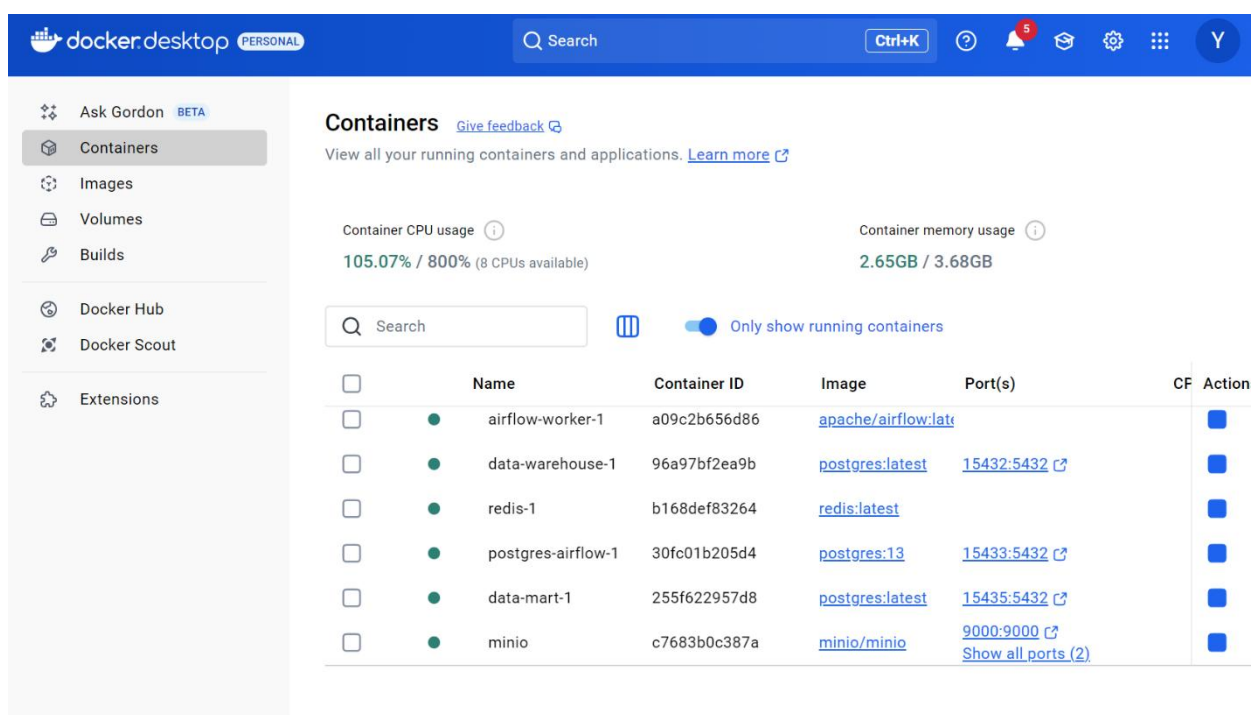 docker.desktop PERSONAL Search Ctrl+K 5 Y
Ask Gordon BETA
Containers
Images
Volumes
Builds
Docker Hub
Docker Scout
Extensions
Containers Give feedback
View all your running containers and applications. Learn more
Container CPU usage Container memory usage
105.07% / 800% (8 CPUs available) 2.65GB / 3.68GB
Search Only show running containers
Name Container ID Image Port(s) CP Action
airflow-worker-1 a09c2b656d86 apache/airflow:late
data-warehouse-1 96a97bf2ea9b postgres:latest 15432:5432
redis-1 b168def83264 redis:latest
postgres-airflow-1 30fc01b205d4 postgres:13 15433:5432
data-mart-1 255f622957d8 postgres:latest 15435:5432
minio c7683b0c387a minio/minio 9000:9000
Show all ports (2)